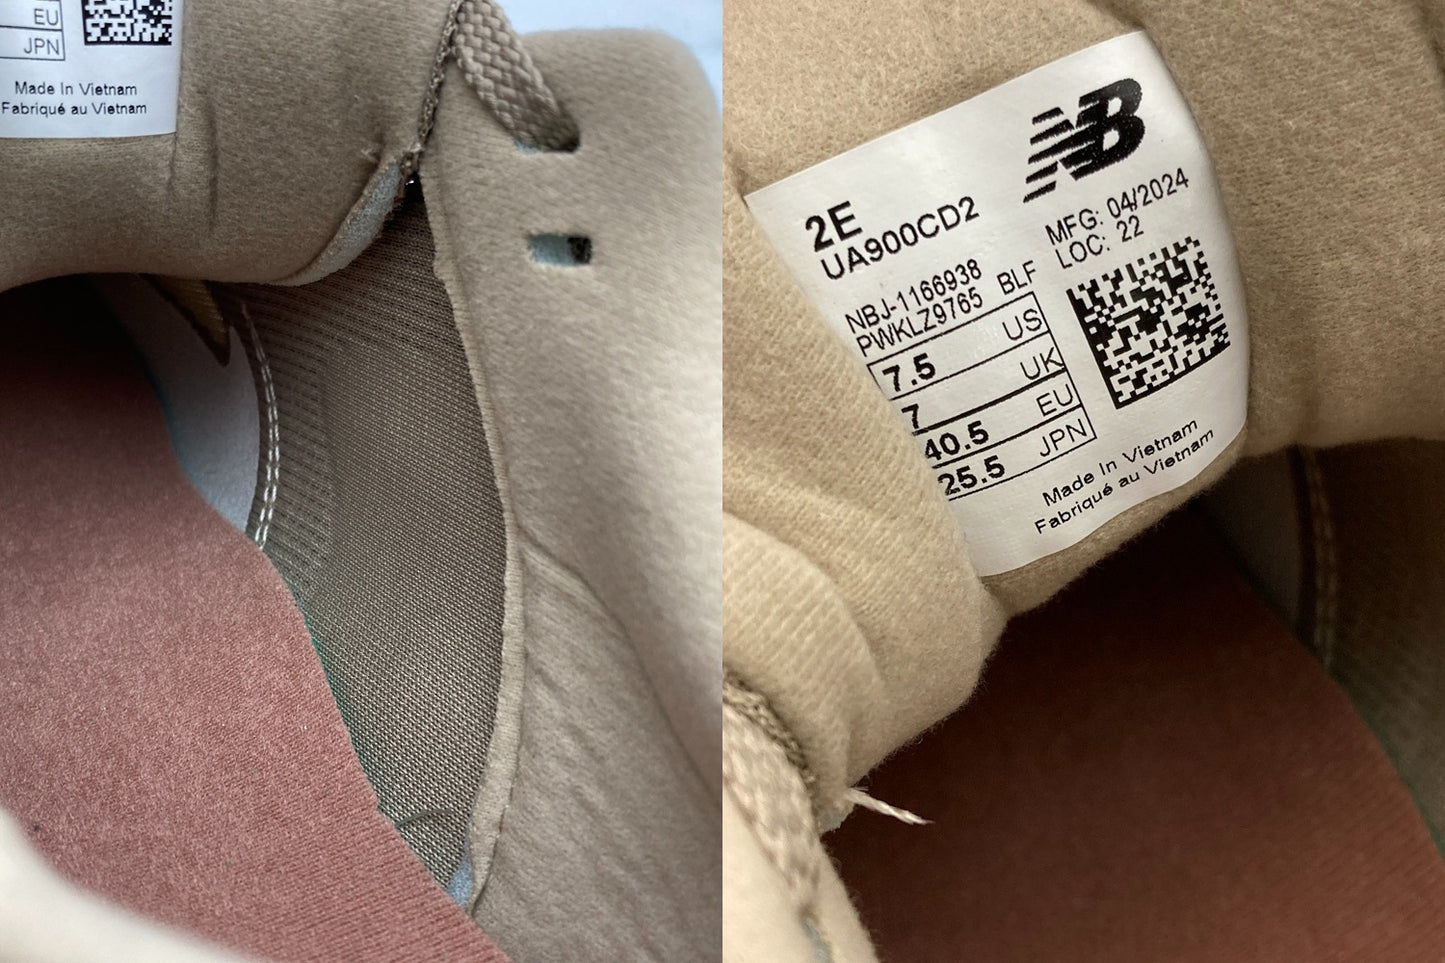 EU
JPN
Made In Vietnam
Fabriqué au Vietnam
NB
2E
UA900CD2
MFG: 04/2024
LOC: 22
NBJ-1166938
PWKLZ9765 BLF
7.5 US
7 UK
40.5 EU
25.5 JPN
Made In Vietnam
Fabriqué au Vietnam